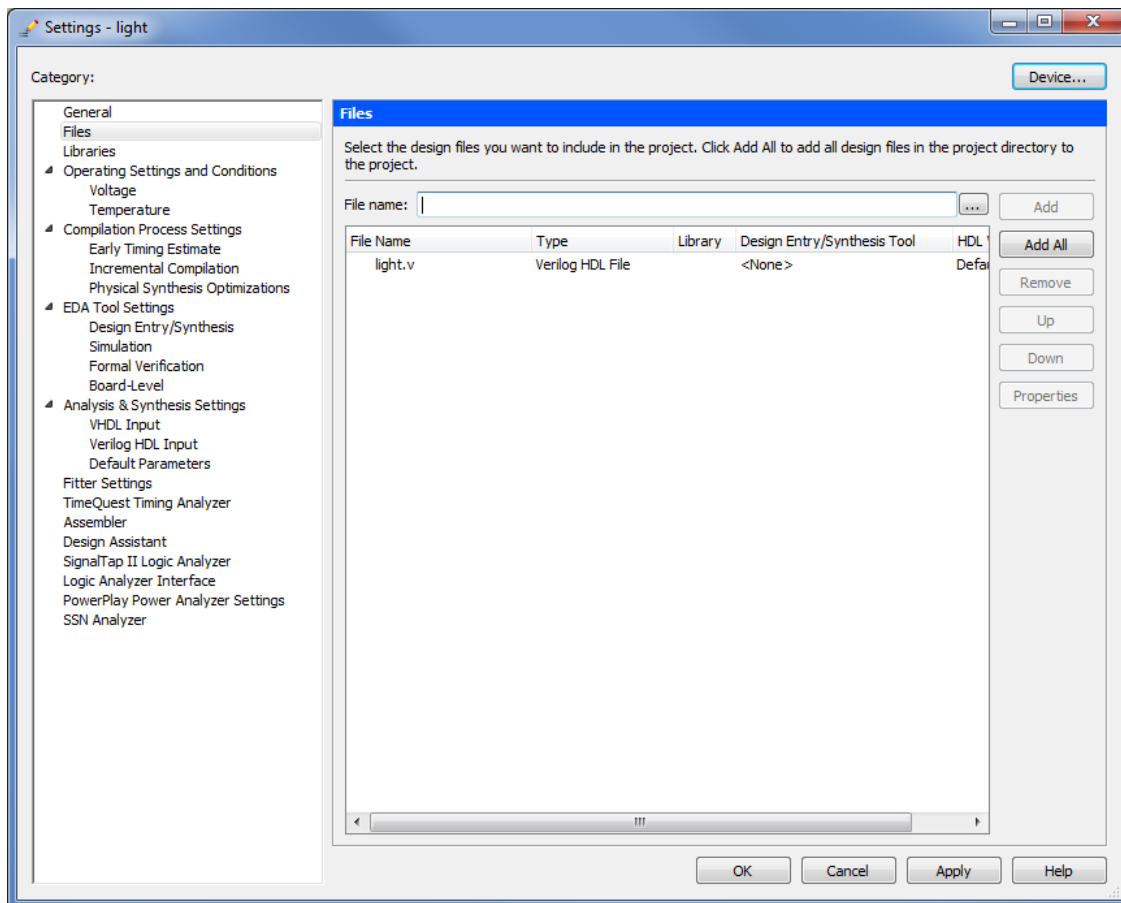 Settings - light
Category:
Device...
General
Files
Libraries
Operating Settings and Conditions
Voltage
Temperature
Compilation Process Settings
Early Timing Estimate
Incremental Compilation
Physical Synthesis Optimizations
EDA Tool Settings
Design Entry/Synthesis
Simulation
Formal Verification
Board-Level
Analysis & Synthesis Settings
VHDL Input
Verilog HDL Input
Default Parameters
Fitter Settings
TimeQuest Timing Analyzer
Assembler
Design Assistant
SignalTap II Logic Analyzer
Logic Analyzer Interface
PowerPlay Power Analyzer Settings
SSN Analyzer
Files
Select the design files you want to include in the project. Click Add All to add all design files in the project directory to
the project.
File name:
...
Add
File Name Type Library Design Entry/Synthesis Tool HDL
light.v Verilog HDL File <None> Defau
Add All
Remove
Up
Down
Properties
OK Cancel Apply Help